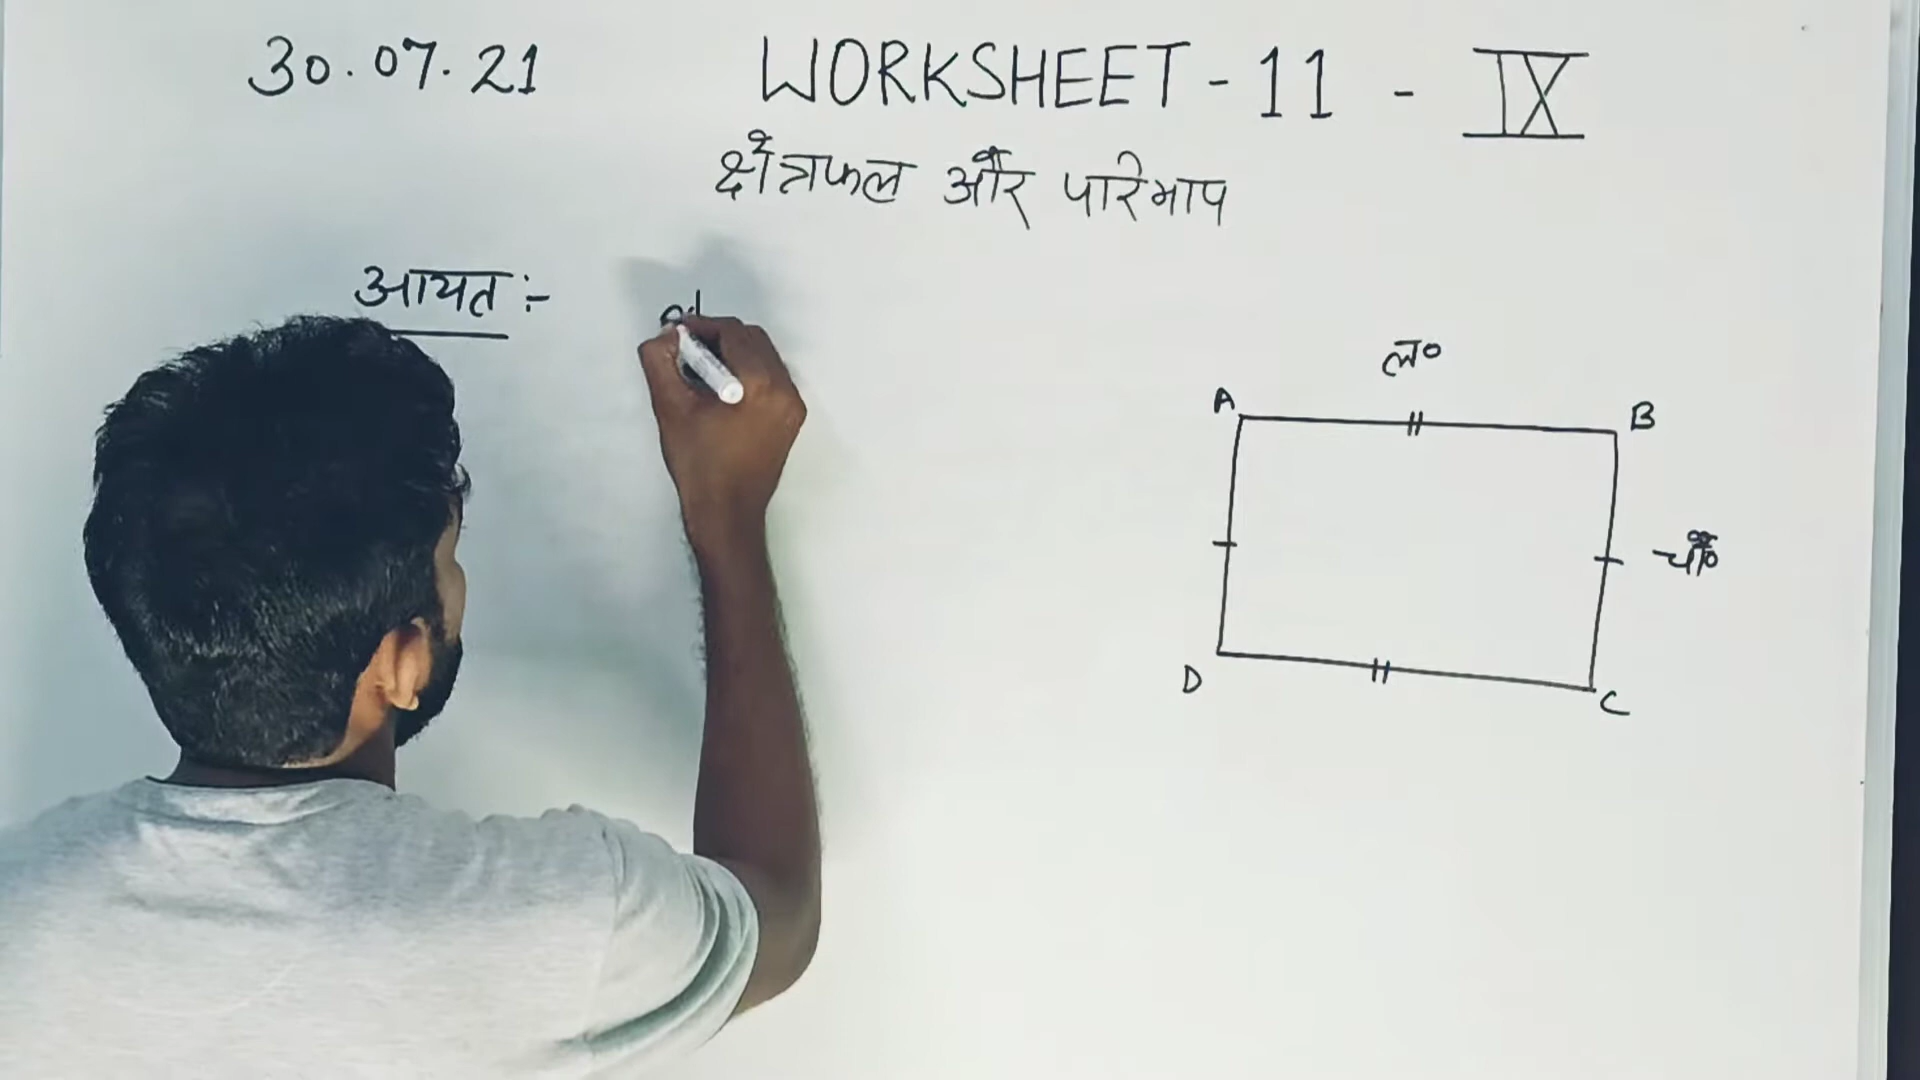 30.07.21 WORKSHEET - 11 - IX
क्षेत्रफल और परिमाप
आयत :-
ल०
A B
चौ०
D C